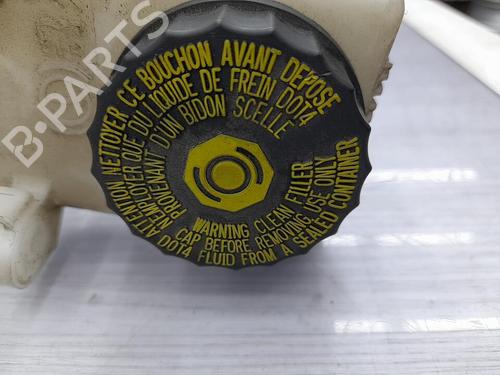 ATTENTION NETTOYER CE BOUCHON AVANT DEPOSE
N'EMPLOYER QUE DU LIQUIDE DE FREIN DOT4
PROVENANT D'UN BIDON SCELLE
WARNING CLEAN FILLER
CAP BEFORE REMOVING.USE ONLY
DOT4 FLUID FROM A SEALED CONTAINER
B-PARTS